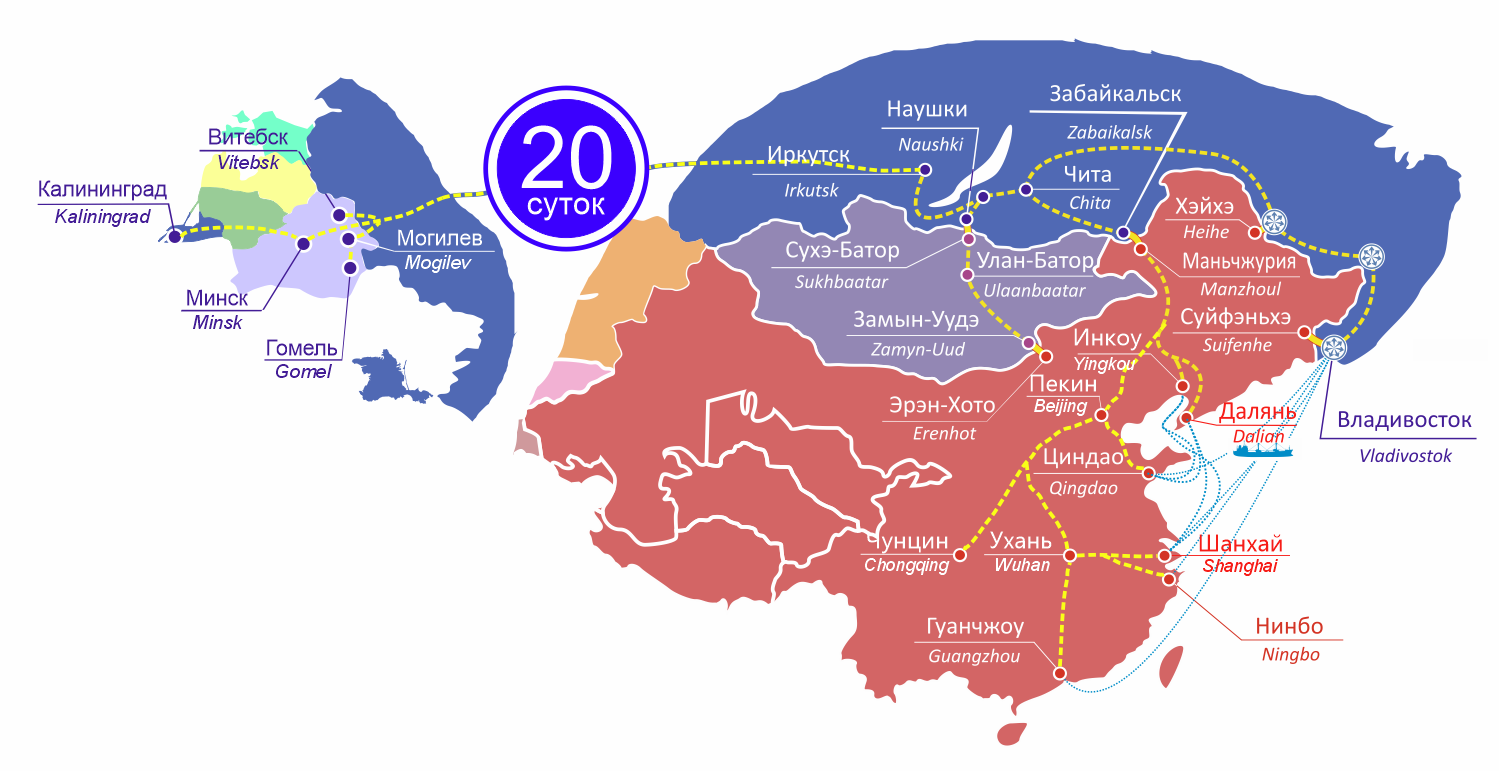 Витебск
Vitebsk
Калининград
Kaliningrad
Могилев
Mogilev
Минск
Minsk
Гомель
Gomel
20
суток
Наушки
Naushki
Забайкальск
Zabaikalsk
Иркутск
Irkutsk
Чита
Chita
Хэйхэ
Heihe
Сухэ-Батор
Sukhbaatar
Улан-Батор
Ulaanbaatar
Маньчжурия
Manzhoul
Замын-Уудэ
Zamyn-Uud
Суйфэньхэ
Suifenhe
Инкоу
Yingkou
Пекин
Beijing
Эрэн-Хото
Erenhot
Далянь
Dalian
Владивосток
Vladivostok
Циндао
Qingdao
Чунцин
Chongqing
Ухань
Wuhan
Шанхай
Shanghai
Гуанчжоу
Guangzhou
Нинбо
Ningbo